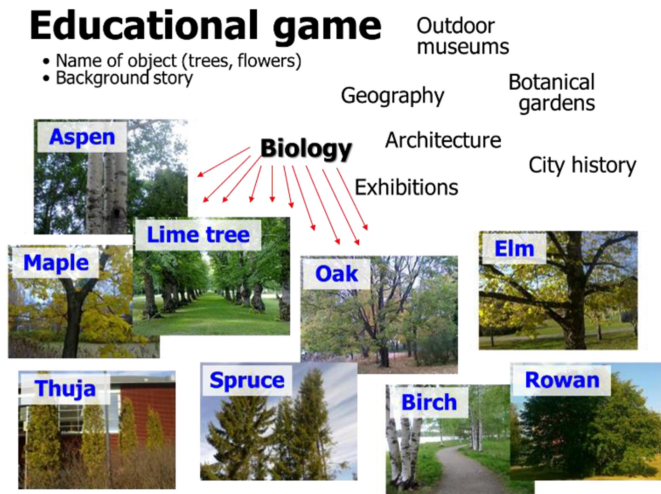 Educational game
• Name of object (trees, flowers)
• Background story
Outdoor
museums
Geography
Botanical
gardens
Biology
Architecture
City history
Exhibitions
Aspen
Lime tree
Maple
Oak
Elm
Thuja
Spruce
Birch
Rowan